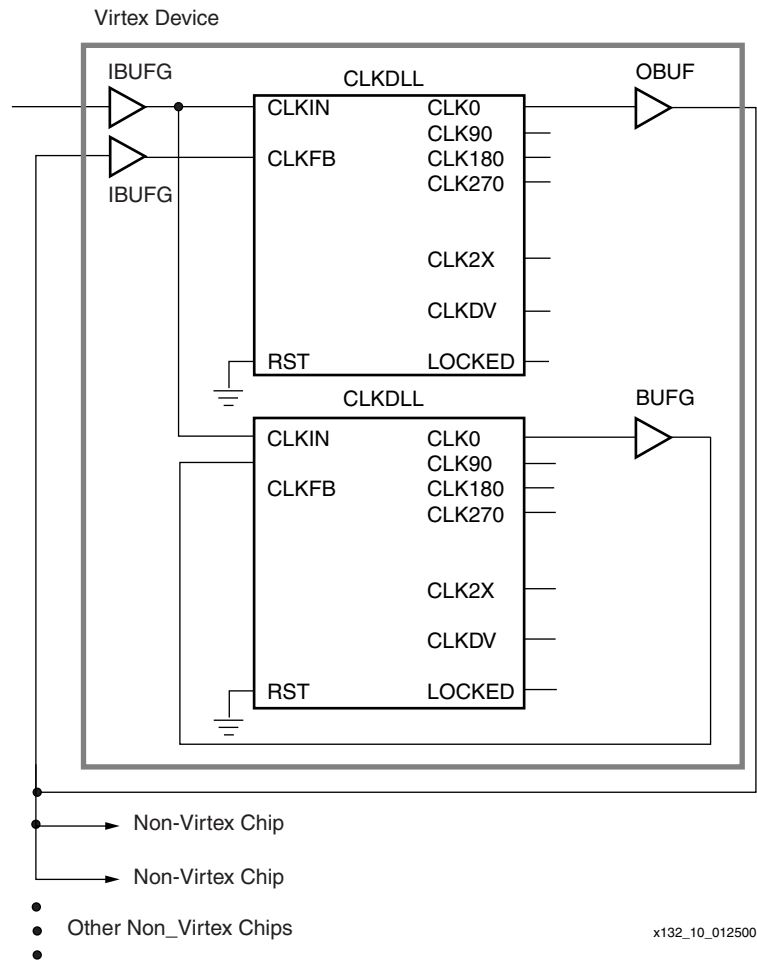 Virtex Device
IBUFG
CLKDLL
OBUF
CLKIN
CLK0
CLK90
CLKFB
CLK180
IBUFG
CLK270
CLK2X
CLKDV
RST
LOCKED
CLKDLL
BUFG
CLKIN
CLK0
CLK90
CLKFB
CLK180
CLK270
CLK2X
CLKDV
RST
LOCKED
Non-Virtex Chip
Non-Virtex Chip
Other Non_Virtex Chips
x132_10_012500